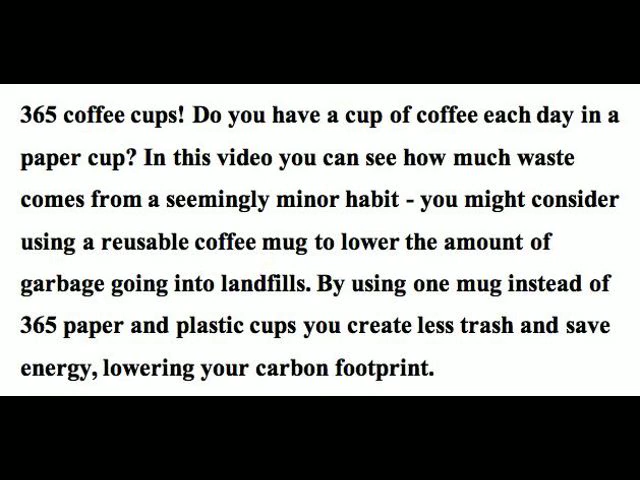 365 coffee cups! Do you have a cup of coffee each day in a
paper cup? In this video you can see how much waste
comes from a seemingly minor habit - you might consider
using a reusable coffee mug to lower the amount of
garbage going into landfills. By using one mug instead of
365 paper and plastic cups you create less trash and save
energy, lowering your carbon footprint.